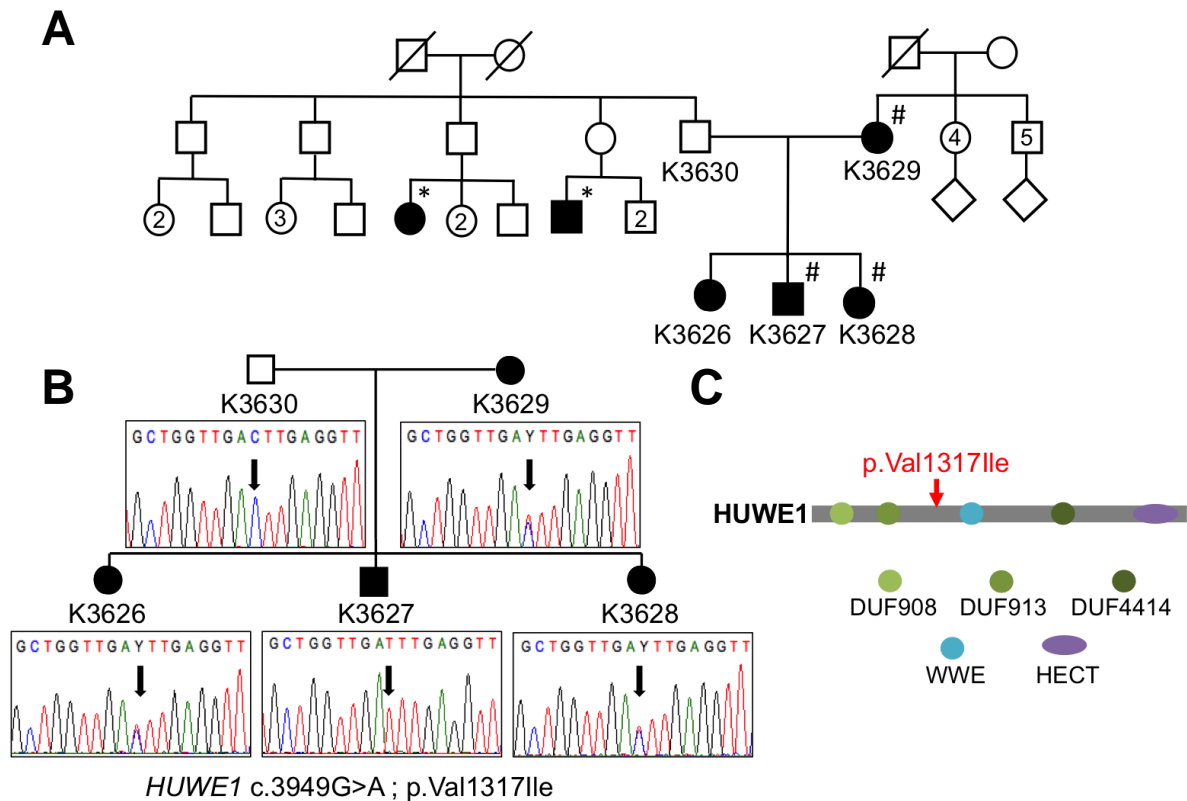 A
#
4
5
K3630
K3629
*
*
2
3
2
2
#
#
K3626
K3627
K3628
B
C
K3630
K3629
GCTGGTTGACTTGAGGTT
GCTGGTTGAYTTGAGGTT
p.Val1317Ile
HUWE1
K3626
K3627
K3628
DUF908
DUF913
DUF4414
GCTGGTTGAYTTGAGGTT
GCTGGTTGATTTGAGGTT
GCTGGTTGAYTTGAGGTT
WWE
HECT
HUWE1 c.3949G>A ; p.Val1317Ile